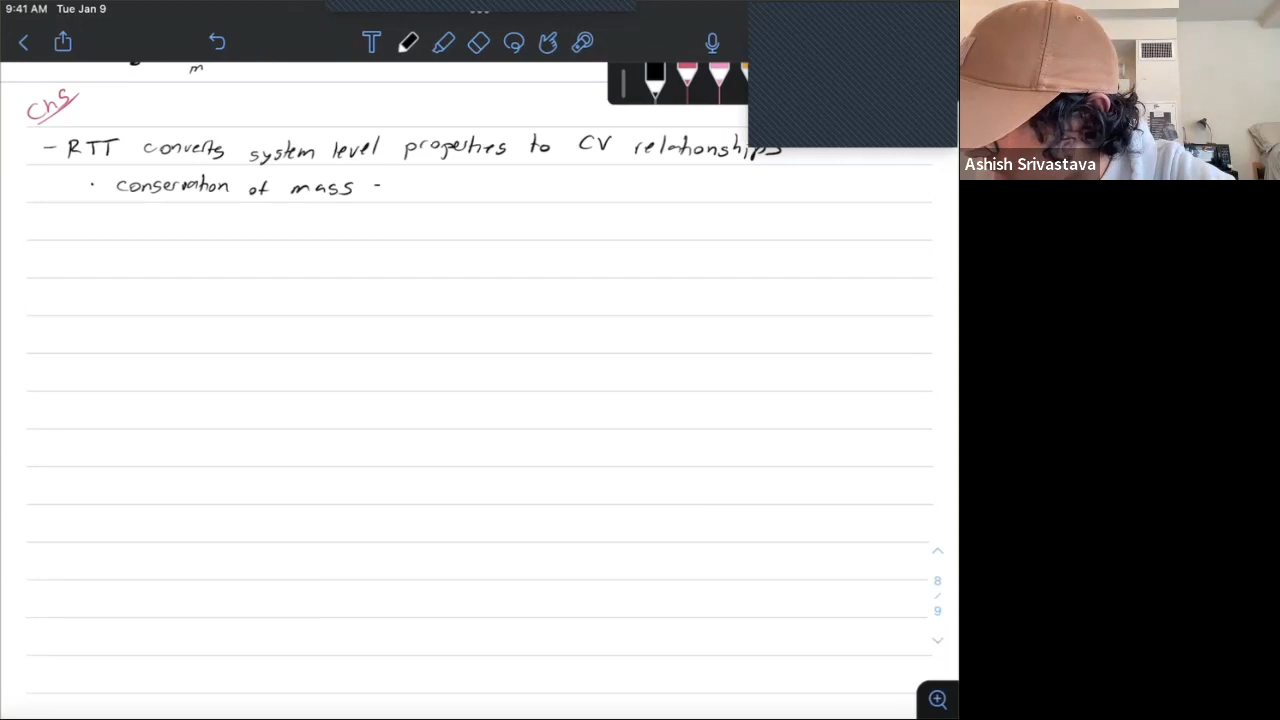 9:41 AM Tue Jan 9
m
Ch5
- RTT converts system level properties to CV relationships
· conservation of mass -
8
/
9
Ashish Srivastava